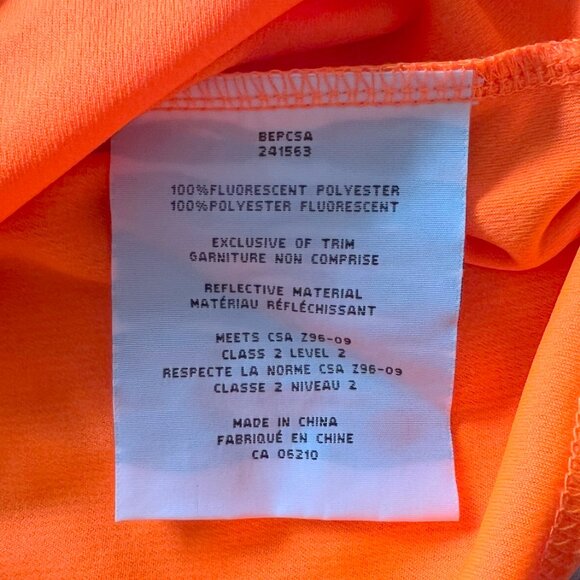 BEPCSA
241563
100%FLUORESCENT POLYESTER
100%POLYESTER FLUORESCENT
EXCLUSIVE OF TRIM
GARNITURE NON COMPRISE
REFLECTIVE MATERIAL
MATÉRIAU RÉFLÉCHISSANT
MEETS CSA Z96-09
CLASS 2 LEVEL 2
RESPECTE LA NORME CSA Z96-09
CLASSE 2 NIVEAU 2
MADE IN CHINA
FABRIQUÉ EN CHINE
CA 06210